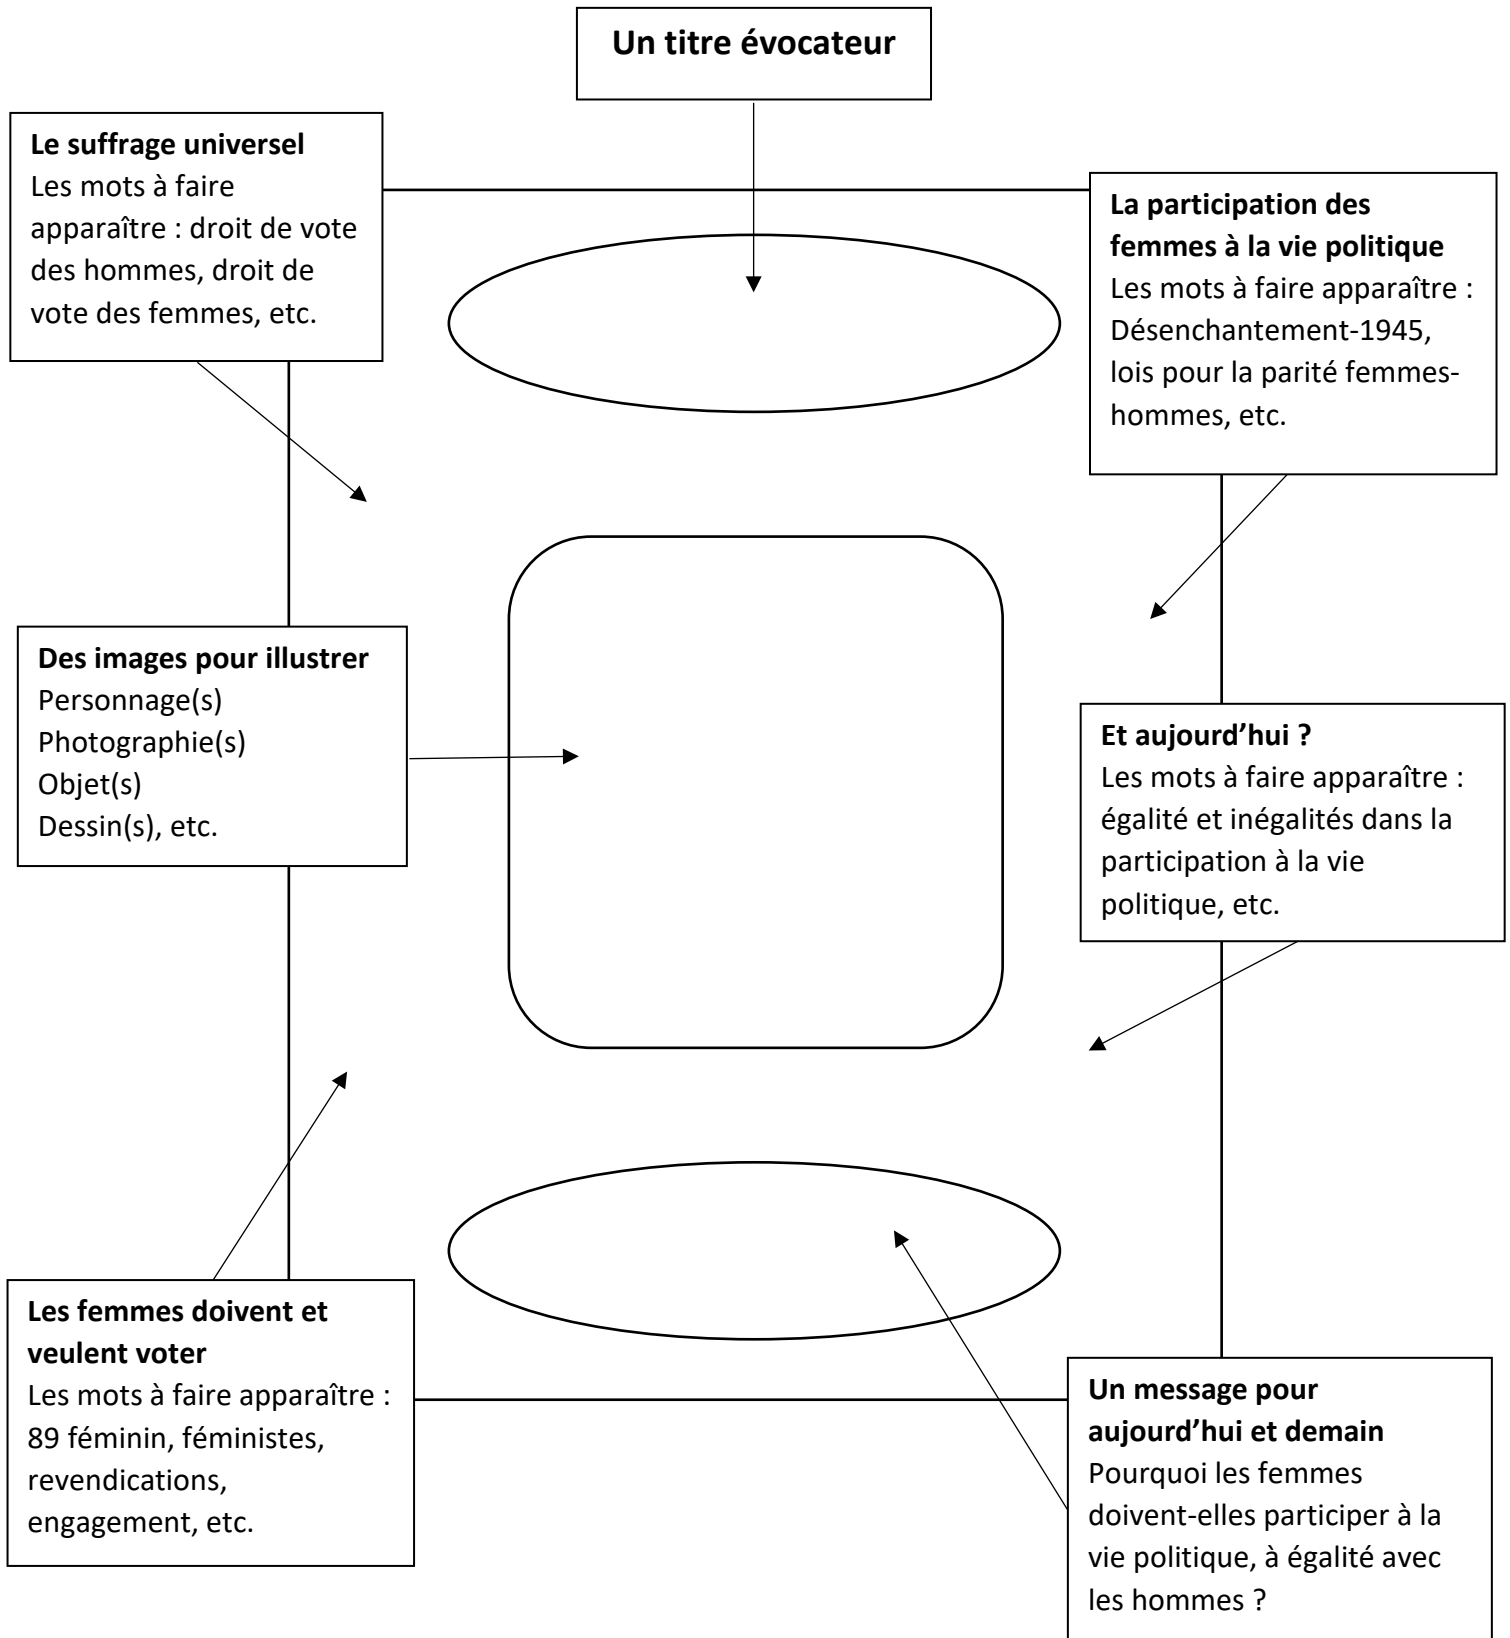 Un titre évocateur
Le suffrage universel
Les mots à faire
apparaître : droit de vote
des hommes, droit de
vote des femmes, etc.
La participation des
femmes à la vie politique
Les mots à faire apparaître :
Désenchantement-1945,
lois pour la parité femmes-
hommes, etc.
Des images pour illustrer
Personnage(s)
Photographie(s)
Objet(s)
Dessin(s), etc.
Et aujourd’hui ?
Les mots à faire apparaître :
égalité et inégalités dans la
participation à la vie
politique, etc.
Les femmes doivent et
veulent voter
Les mots à faire apparaître :
89 féminin, féministes,
revendications,
engagement, etc.
Un message pour
aujourd’hui et demain
Pourquoi les femmes
doivent-elles participer à la
vie politique, à égalité avec
les hommes ?